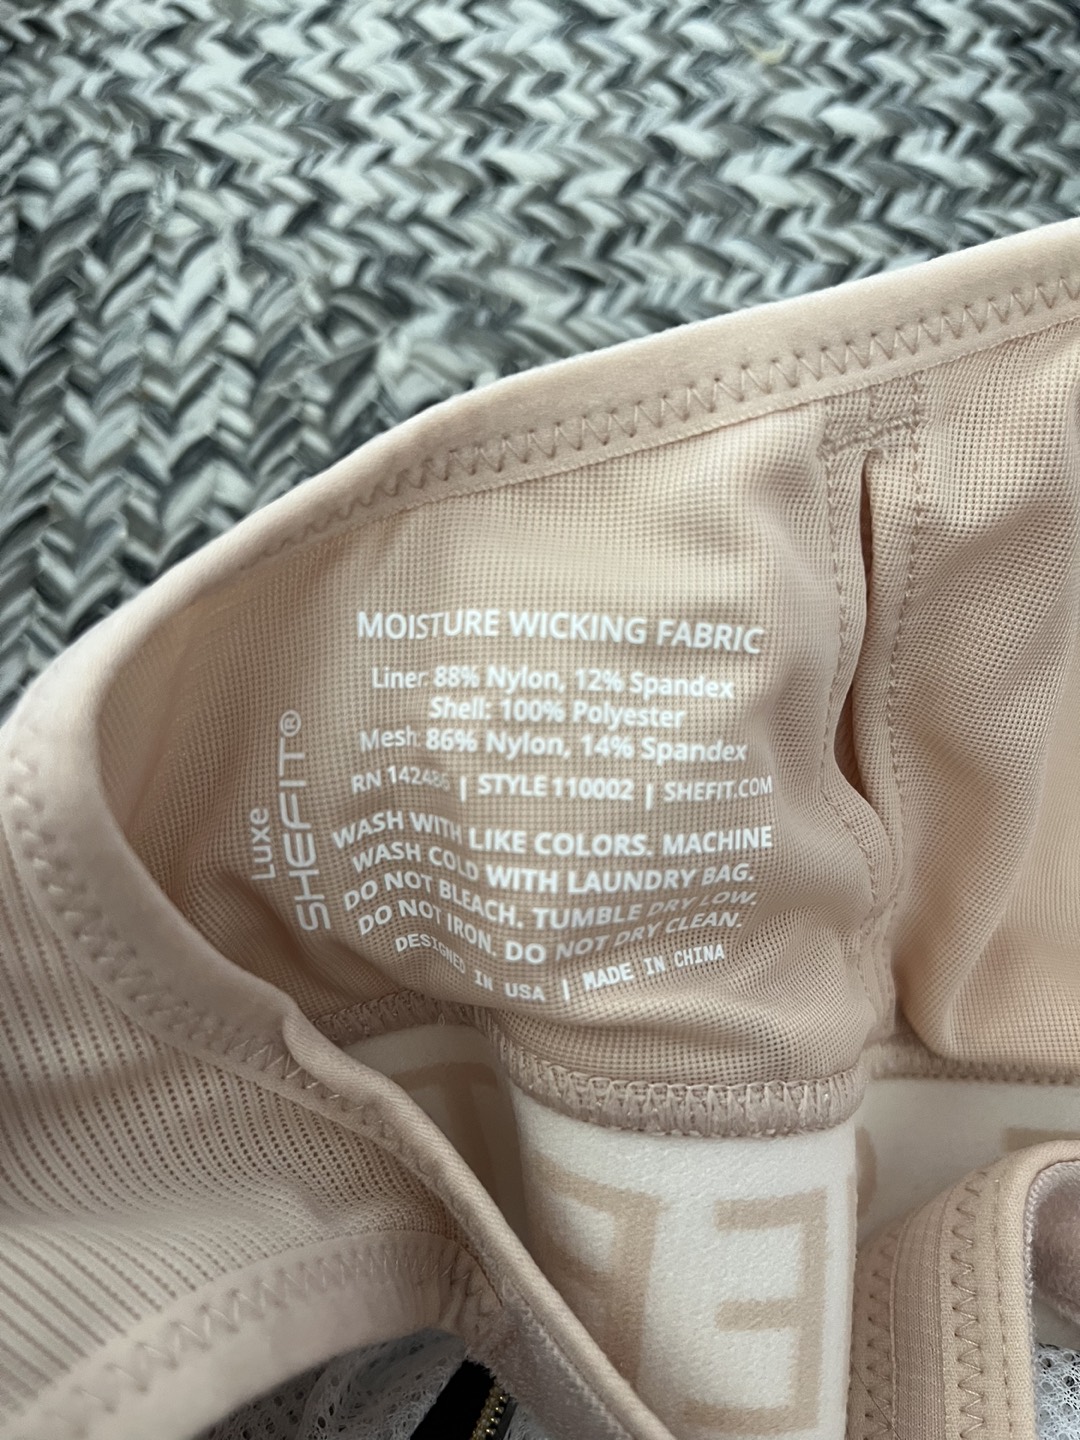 MOISTURE WICKING FABRIC
Liner: 88% Nylon, 12% Spandex
Shell: 100% Polyester
Mesh: 86% Nylon, 14% Spandex
RN 142486 | STYLE 110002 | SHEFIT.COM
WASH WITH LIKE COLORS. MACHINE
WASH COLD WITH LAUNDRY BAG.
DO NOT BLEACH. TUMBLE DRY LOW.
DO NOT IRON. DO NOT DRY CLEAN.
DESIGNED IN USA | MADE IN CHINA
Luxe
SHEFIT®